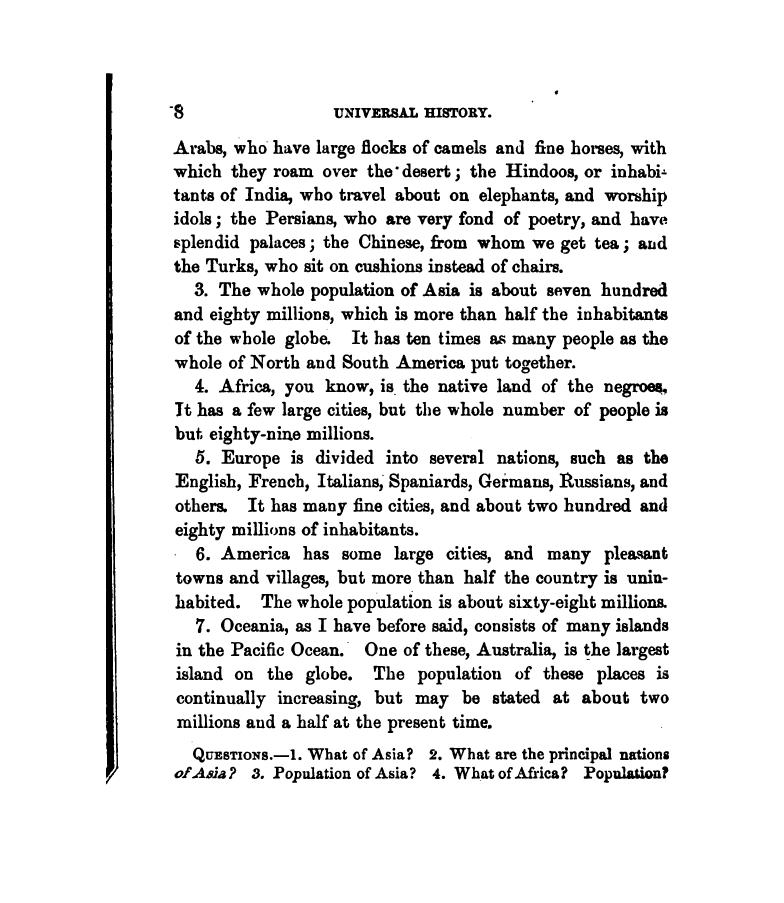 8 UNIVERSAL HISTORY.
Arabs, who have large flocks of camels and fine horses, with
which they roam over the desert; the Hindoos, or inhabi-
tants of India, who travel about on elephants, and worship
idols; the Persians, who are very fond of poetry, and have
splendid palaces; the Chinese, from whom we get tea; and
the Turks, who sit on cushions instead of chairs.
3. The whole population of Asia is about seven hundred
and eighty millions, which is more than half the inhabitants
of the whole globe. It has ten times as many people as the
whole of North and South America put together.
4. Africa, you know, is the native land of the negroes.
It has a few large cities, but the whole number of people is
but eighty-nine millions.
5. Europe is divided into several nations, such as the
English, French, Italians, Spaniards, Germans, Russians, and
others. It has many fine cities, and about two hundred and
eighty millions of inhabitants.
6. America has some large cities, and many pleasant
towns and villages, but more than half the country is unin-
habited. The whole population is about sixty-eight millions.
7. Oceania, as I have before said, consists of many islands
in the Pacific Ocean. One of these, Australia, is the largest
island on the globe. The population of these places is
continually increasing, but may be stated at about two
millions and a half at the present time.
QUESTIONS.—1. What of Asia? 2. What are the principal nations
of Asia? 3. Population of Asia? 4. What of Africa? Population?